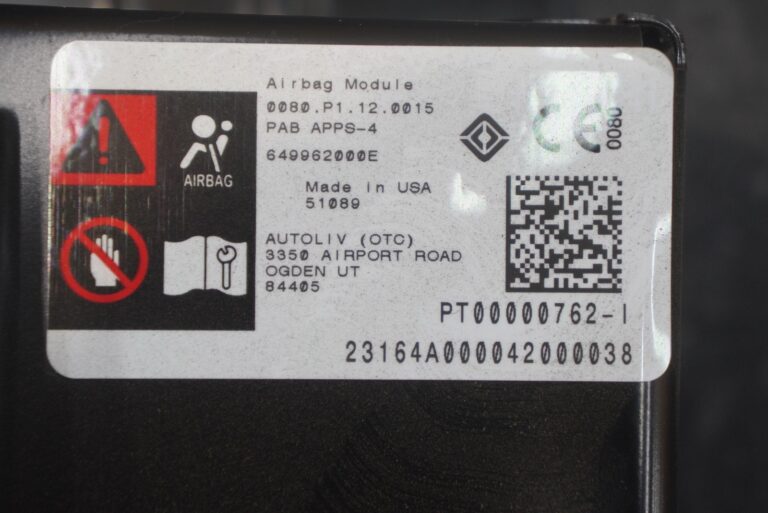 Airbag Module
0080.P1.12.0015
PAB APPS-4
649962000E
CE 0080
AIRBAG
Made in USA
51089
AUTOLIV (OTC)
3350 AIRPORT ROAD
OGDEN UT
84405
PT00000762-I
23164A000042000038